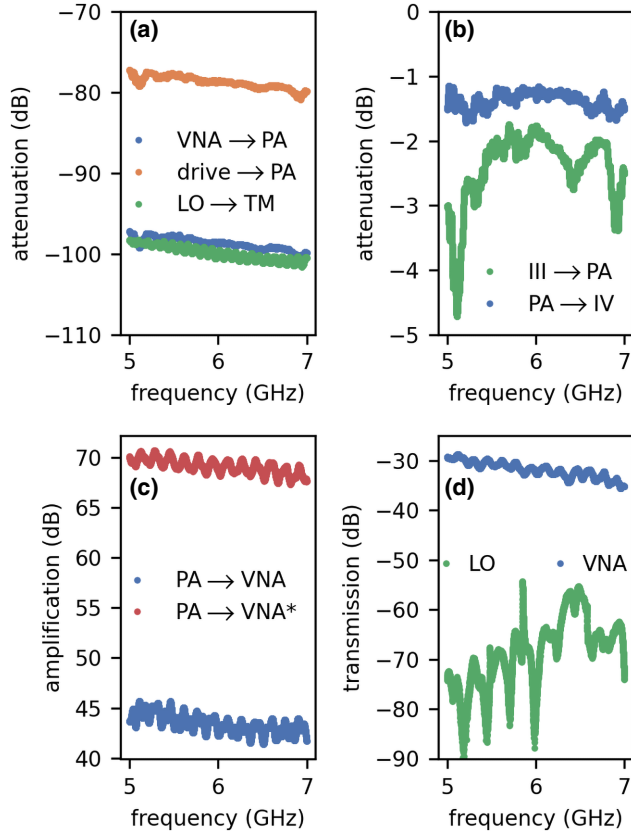 (a)
attenuation (dB)
−70
−80
−90
−100
−110
VNA → PA
drive → PA
LO → TM
5
6
7
frequency (GHz)
(b)
attenuation (dB)
0
−1
−2
−3
−4
−5
III → PA
PA → IV
5
6
7
frequency (GHz)
(c)
amplification (dB)
70
65
60
55
50
45
40
PA → VNA
PA → VNA*
5
6
7
frequency (GHz)
(d)
transmission (dB)
−30
−40
−50
−60
−70
−80
−90
LO
VNA
5
6
7
frequency (GHz)